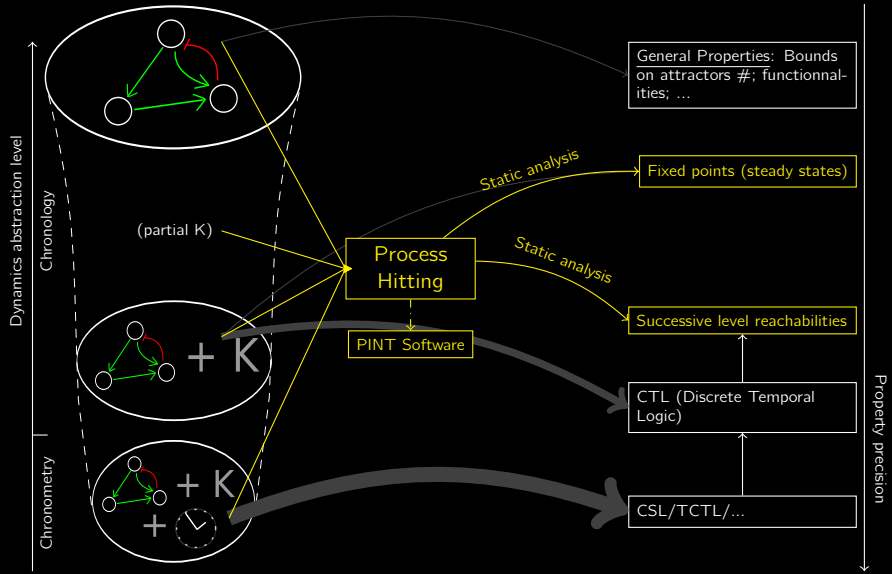 General Properties: Bounds
on attractors #; functionnal-
ities; ...
Static analysis
Fixed points (steady states)
Dynamics abstraction level
Chronology
(partial K)
Process
Hitting
Static analysis
Successive level reachabilities
PINT Software
+ K
CTL (Discrete Temporal
Logic)
Property precision
Chronometry
+ K
+
CSL/TCTL/...